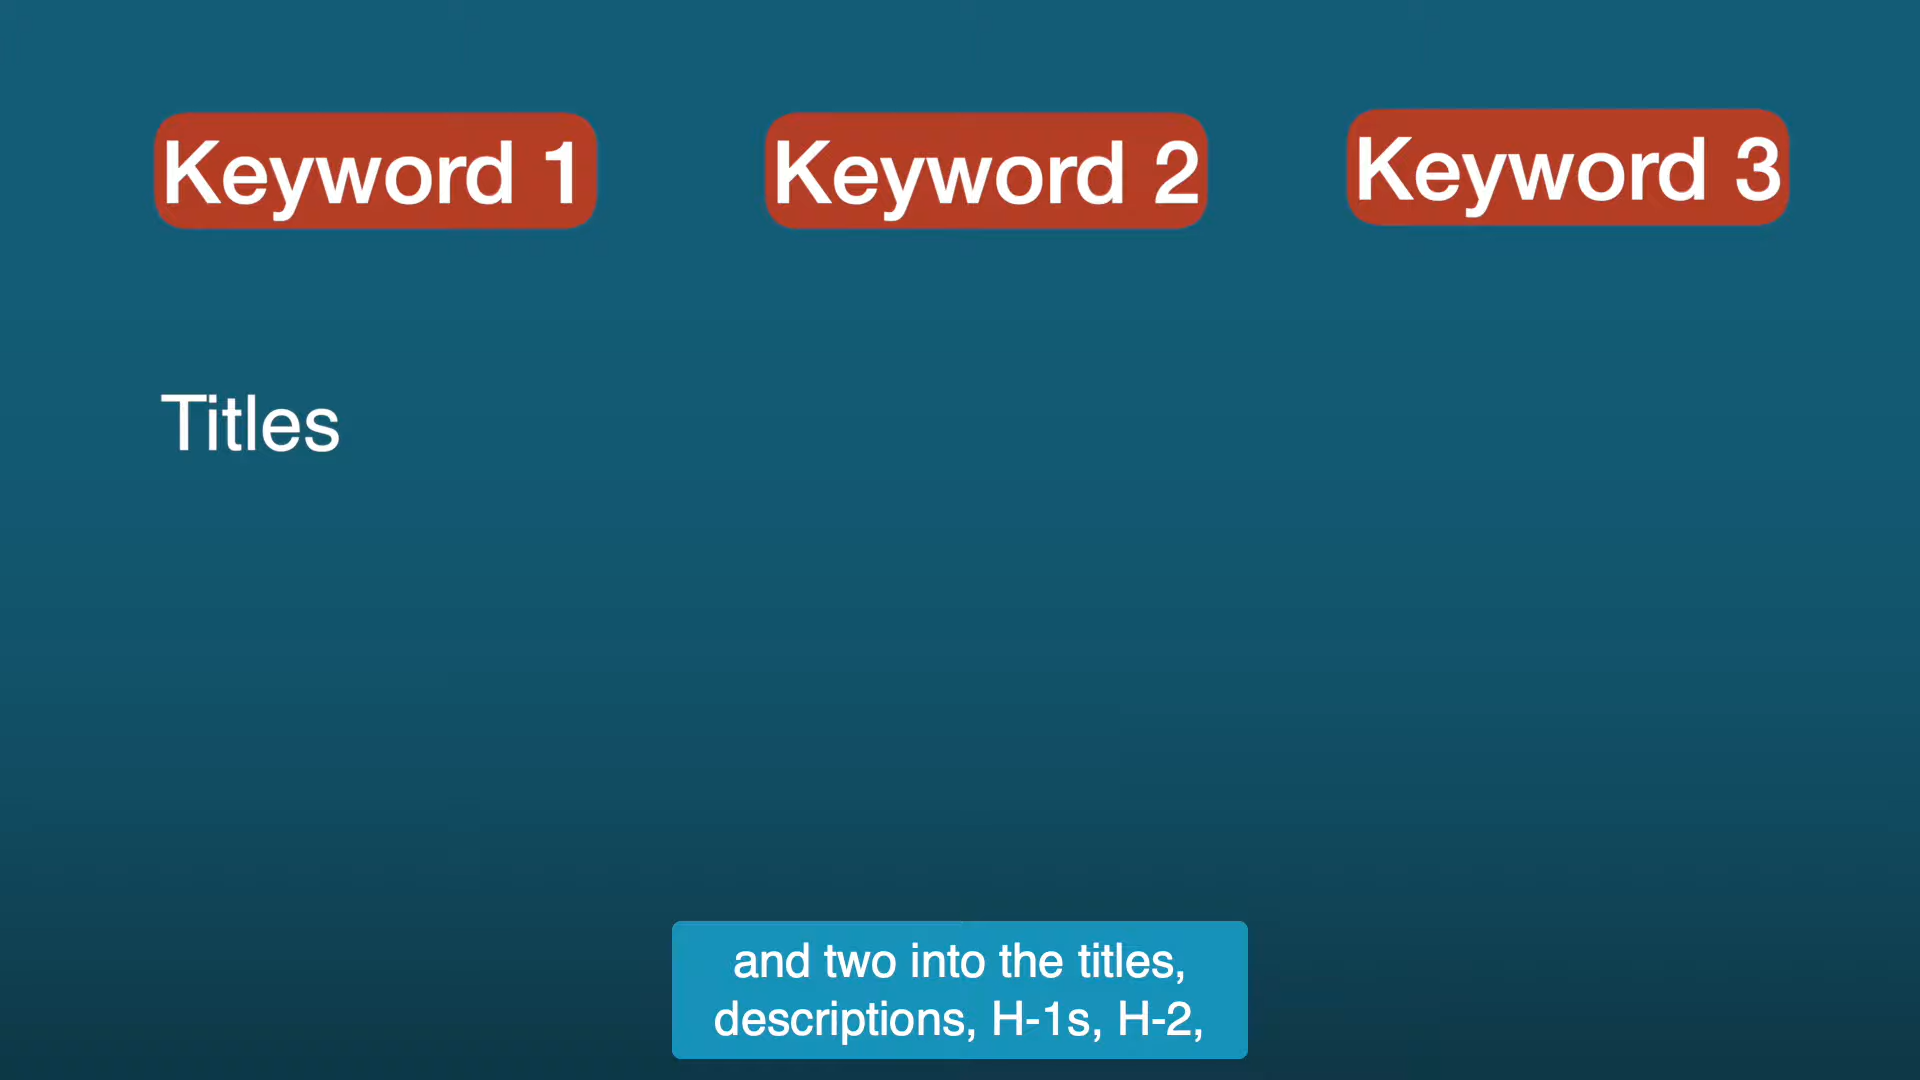 Keyword 1
Keyword 2
Keyword 3
Titles
and two into the titles,
descriptions, H-1s, H-2,